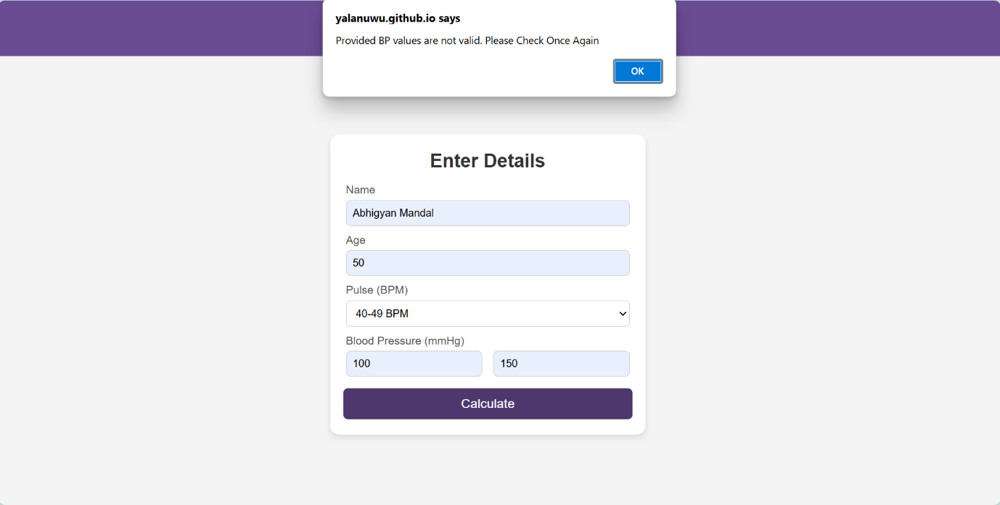 yalanuwu.github.io says
Provided BP values are not valid. Please Check Once Again
OK
Enter Details
Name
Abhigyan Mandal
Age
50
Pulse (BPM)
40-49 BPM
Blood Pressure (mmHg)
100 150
Calculate